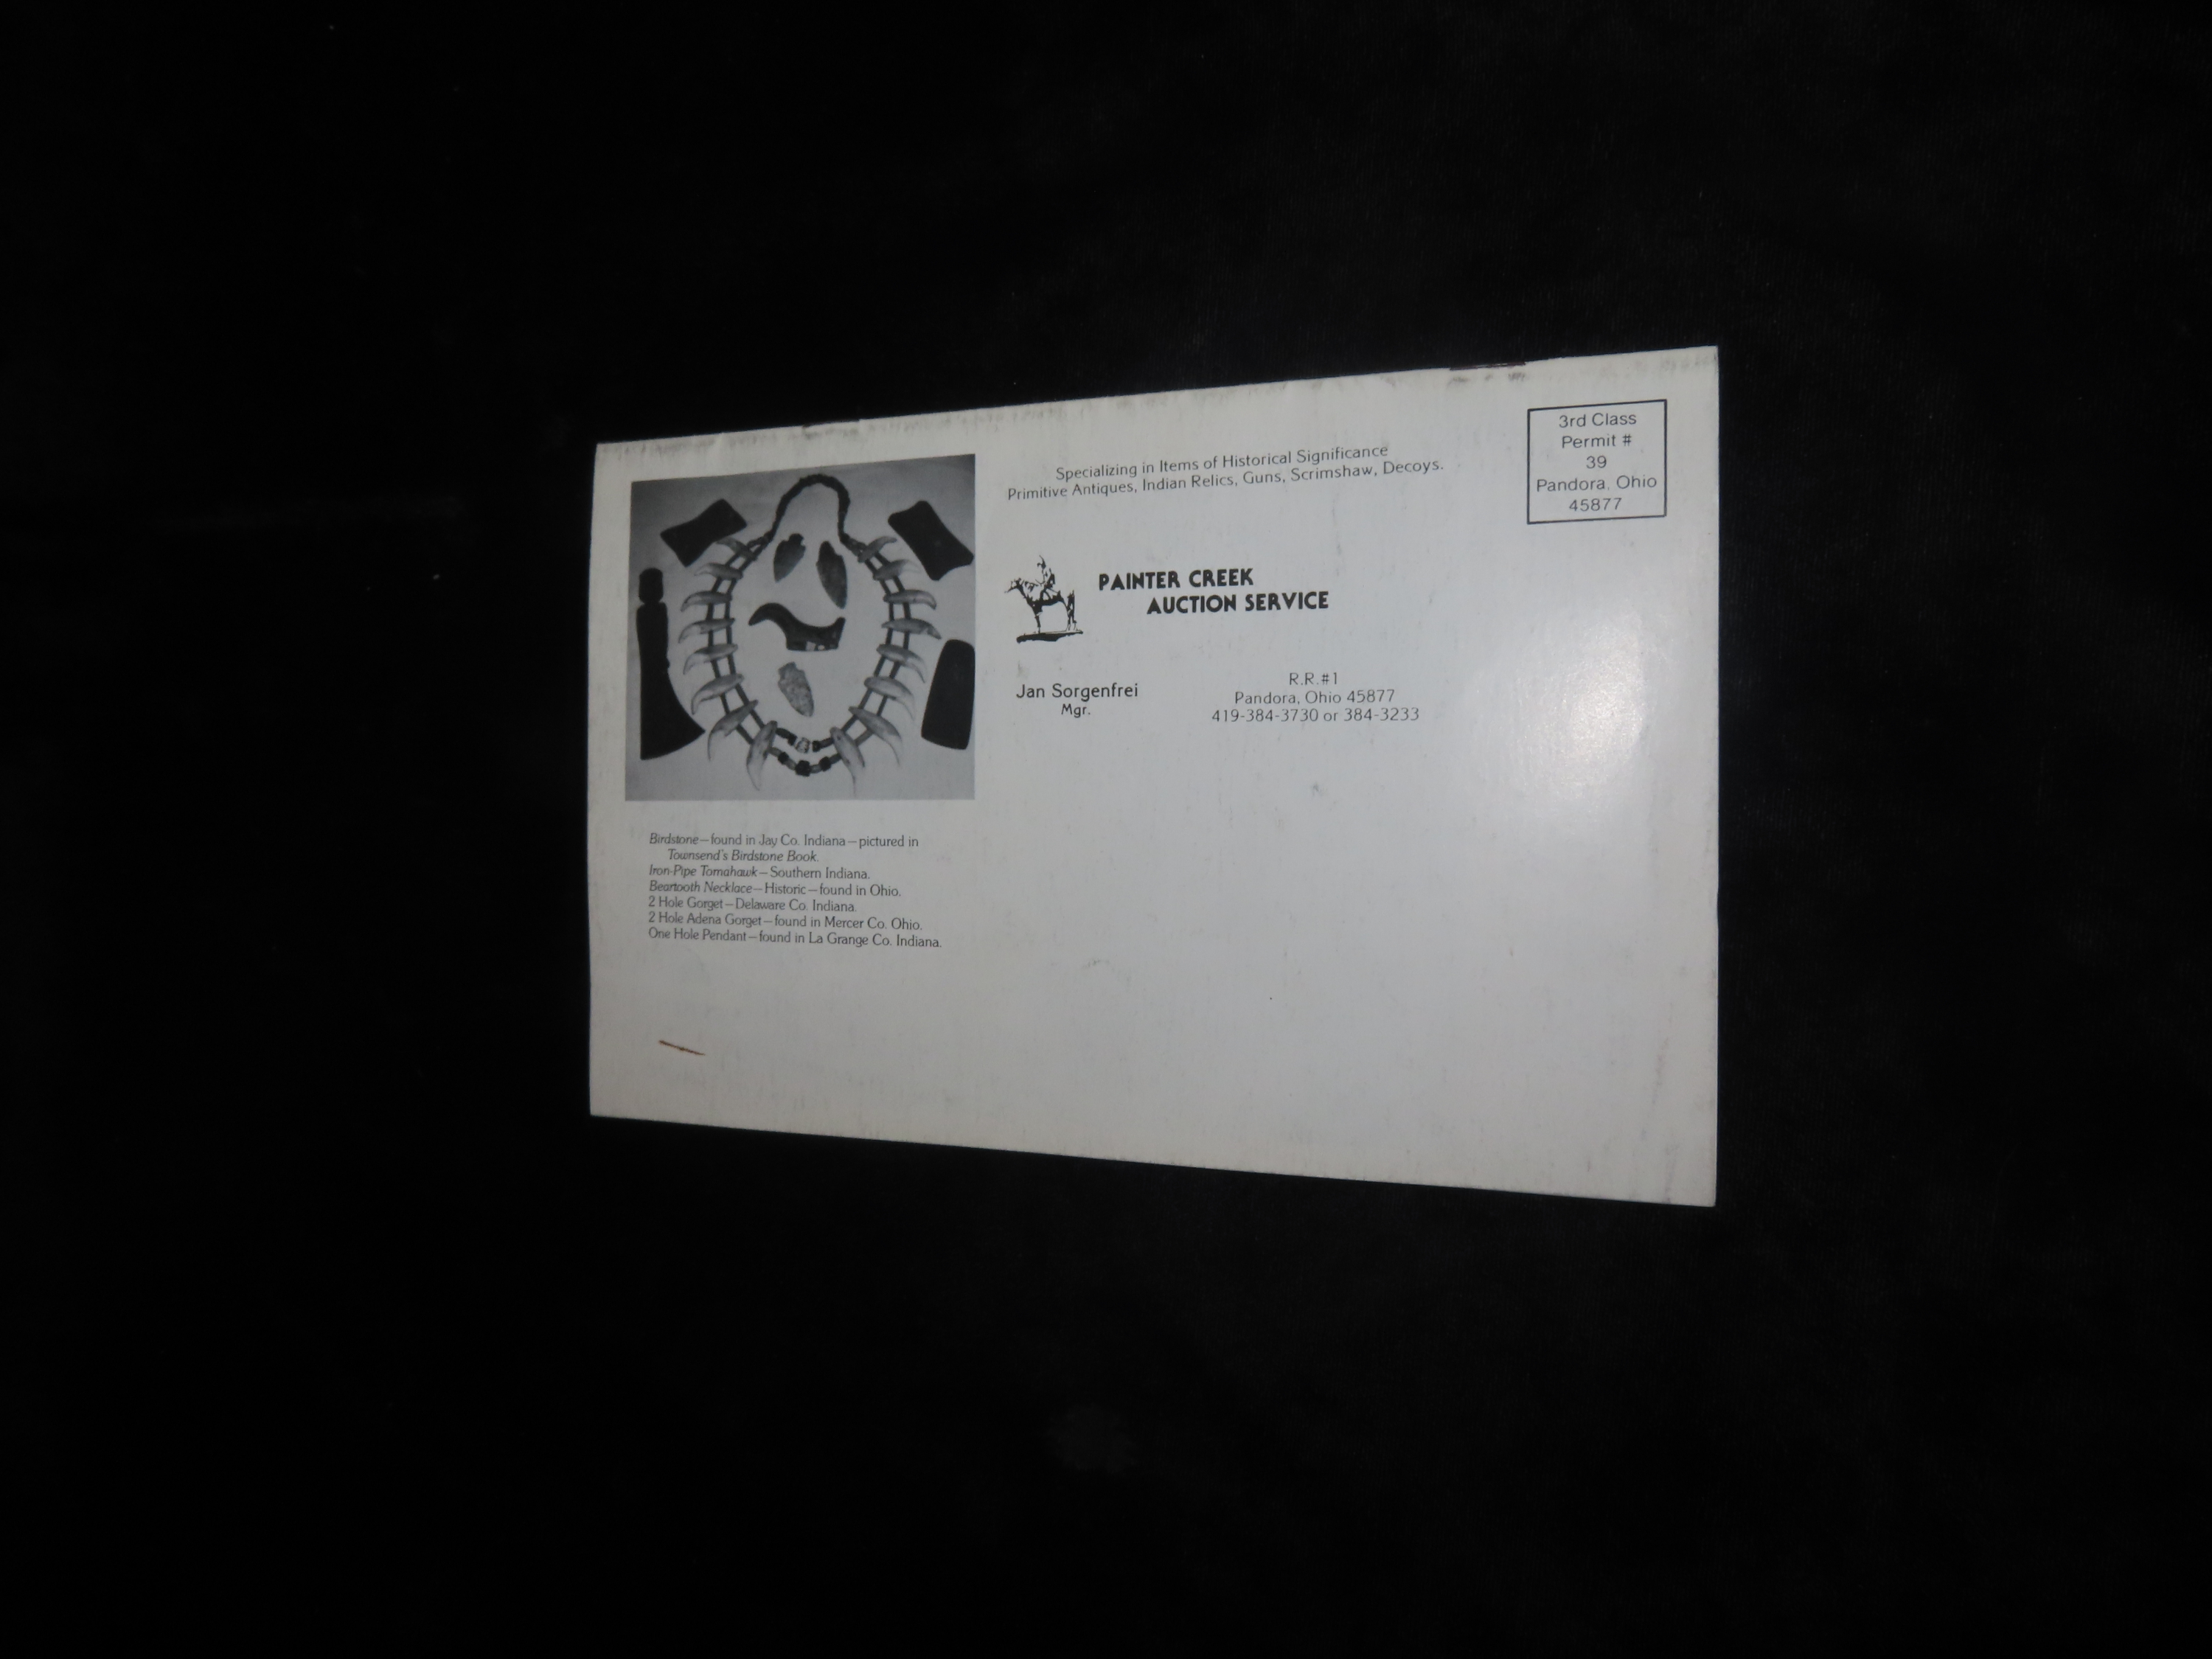 Specializing in Items of Historical Significance
Primitive Antiques, Indian Relics, Guns, Scrimshaw, Decoys.
3rd Class
Permit #
39
Pandora, Ohio
45877
PAINTER CREEK
AUCTION SERVICE
Jan Sorgenfrei
Mgr.
R.R.#1
Pandora, Ohio 45877
419-384-3730 or 384-3233
Birdstone—found in Jay Co. Indiana—pictured in
Townsend's Birdstone Book.
Iron-Pipe Tomahawk—Southern Indiana.
Beartooth Necklace—Historic—found in Ohio.
2 Hole Gorget—Delaware Co. Indiana.
2 Hole Adena Gorget—found in Mercer Co. Ohio.
One Hole Pendant—found in La Grange Co. Indiana.